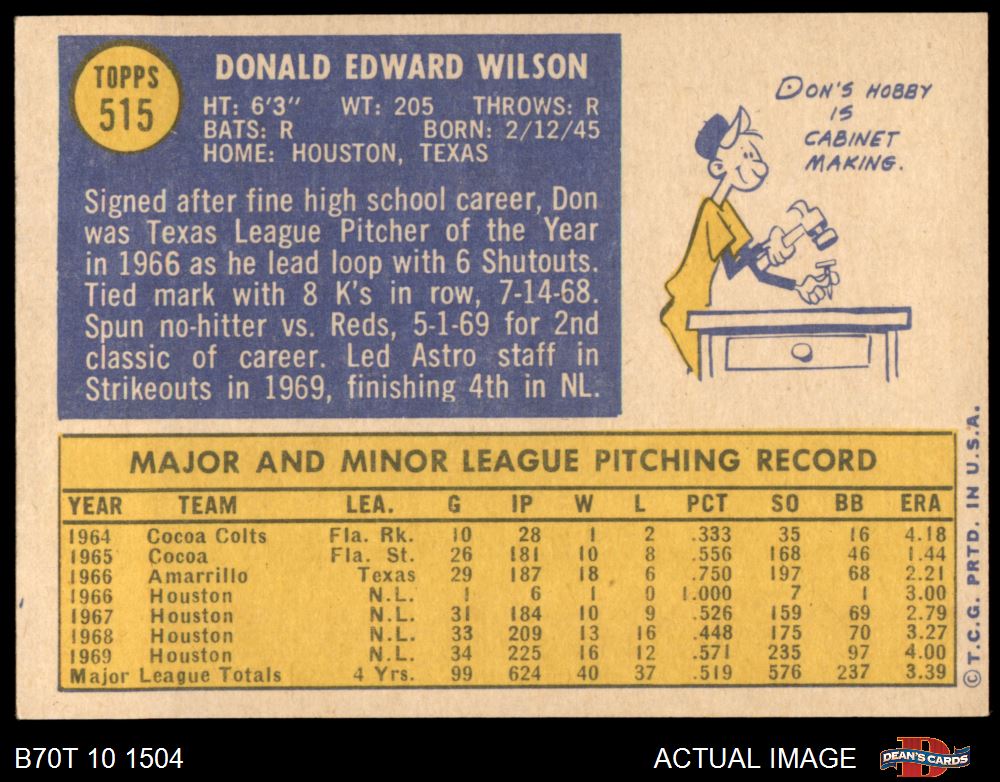 TOPPS
515
DONALD EDWARD WILSON
HT: 6'3" WT: 205 THROWS: R
BATS: R BORN: 2/12/45
HOME: HOUSTON, TEXAS
Signed after fine high school career, Don
was Texas League Pitcher of the Year
in 1966 as he lead loop with 6 Shutouts.
Tied mark with 8 K's in row, 7-14-68.
Spun no-hitter vs. Reds, 5-1-69 for 2nd
classic of career. Led Astro staff in
Strikeouts in 1969, finishing 4th in NL.
DON'S HOBBY
IS
CABINET
MAKING.
MAJOR AND MINOR LEAGUE PITCHING RECORD
YEAR TEAM LEA. G IP W L PCT SO BB ERA
1964 Cocoa Colts Fla. Rk. 10 28 1 2 .333 35 16 4.18
1965 Cocoa Fla. St. 26 181 10 8 .556 168 46 1.44
1966 Amarrillo Texas 29 187 18 6 .750 197 68 2.21
1966 Houston N.L. 1 6 1 0 1.000 7 1 3.00
1967 Houston N.L. 31 184 10 9 .526 159 69 2.79
1968 Houston N.L. 33 209 13 16 .448 175 70 3.27
1969 Houston N.L. 34 225 16 12 .571 235 97 4.00
Major League Totals 4 Yrs. 99 624 40 37 .519 576 237 3.39
© T.C.G. PRTD. IN U.S.A.
B70T 10 1504
ACTUAL IMAGE
D
DEAN'S CARDS